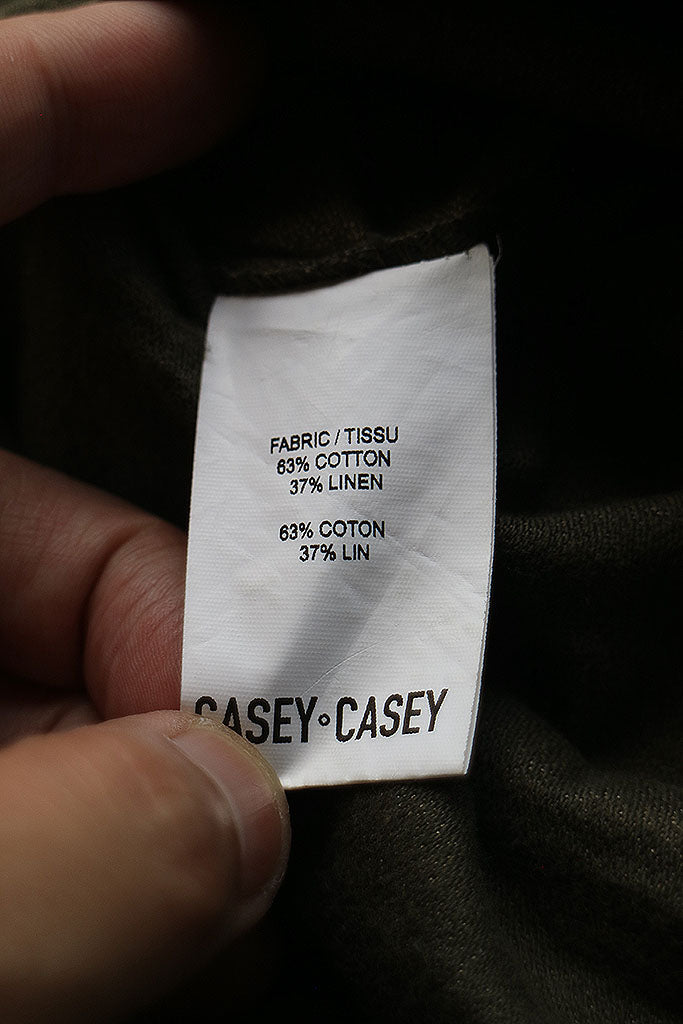 FABRIC / TISSU
63% COTTON
37% LINEN
63% COTON
37% LIN
CASEY∘CASEY